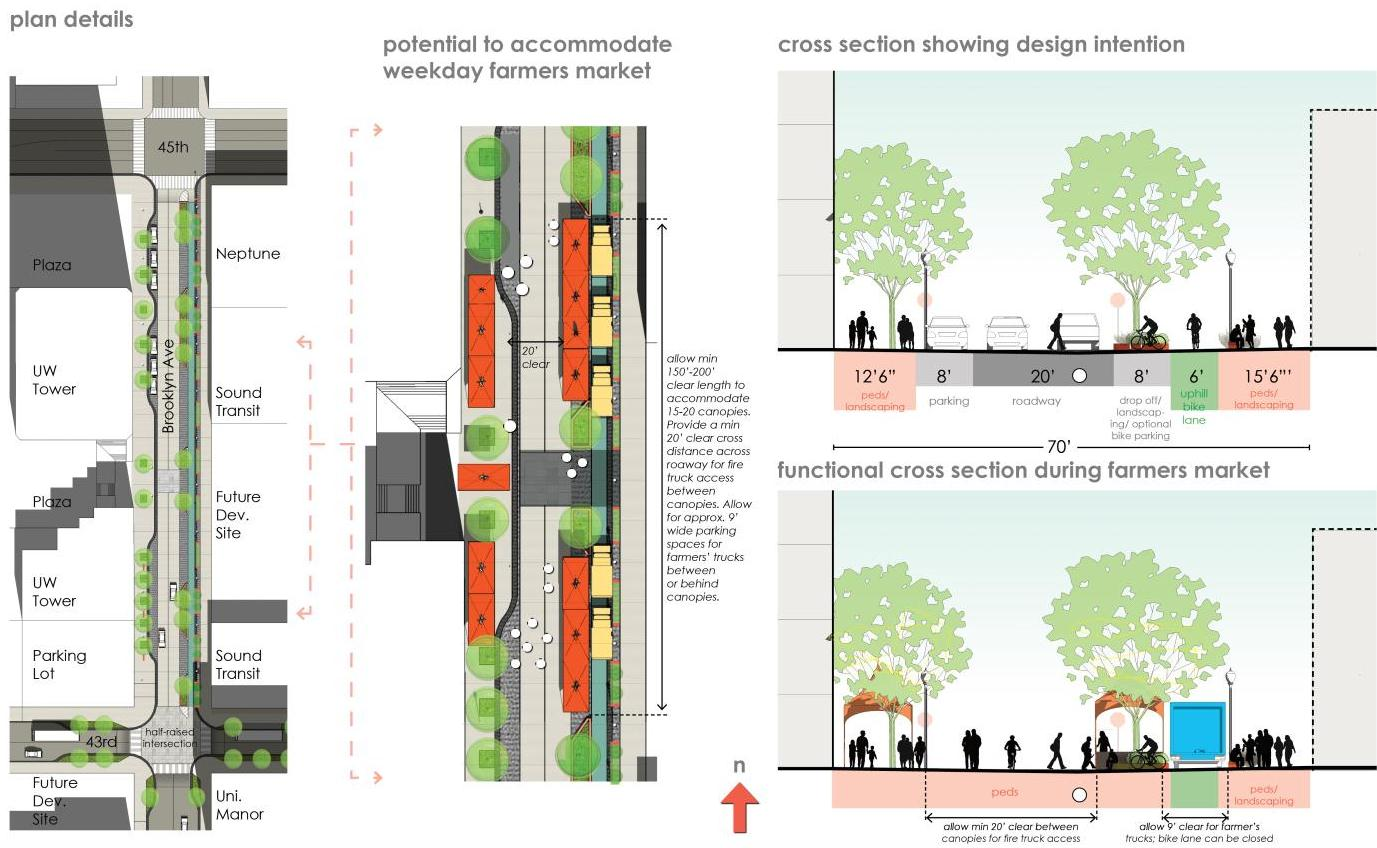 plan details
45th
Plaza
Neptune
UW
Tower
Brooklyn Ave
Sound
Transit
Plaza
Future
Dev.
Site
UW
Tower
Parking
Lot
Sound
Transit
43rd
half-raised
intersection
Future
Dev.
Site
Uni.
Manor
potential to accommodate
weekday farmers market
20’
clear
allow min
150’-200’
clear length to
accommodate
15-20 canopies.
Provide a min
20’ clear cross
distance across
roaway for fire
truck access
between
canopies. Allow
for approx. 9’
wide parking
spaces for
farmers’ trucks
between
or behind
canopies.
n
cross section showing design intention
12’6”
peds/
landscaping
8’
parking
20’
roadway
8’
drop off/
landscap-
ing/ optional
bike parking
6’
uphill
bike
lane
15’6”’
peds/
landscaping
70’
functional cross section during farmers market
peds
peds/
landscaping
allow min 20’ clear between
canopies for fire truck access
allow 9’ clear for farmer’s
trucks; bike lane can be closed